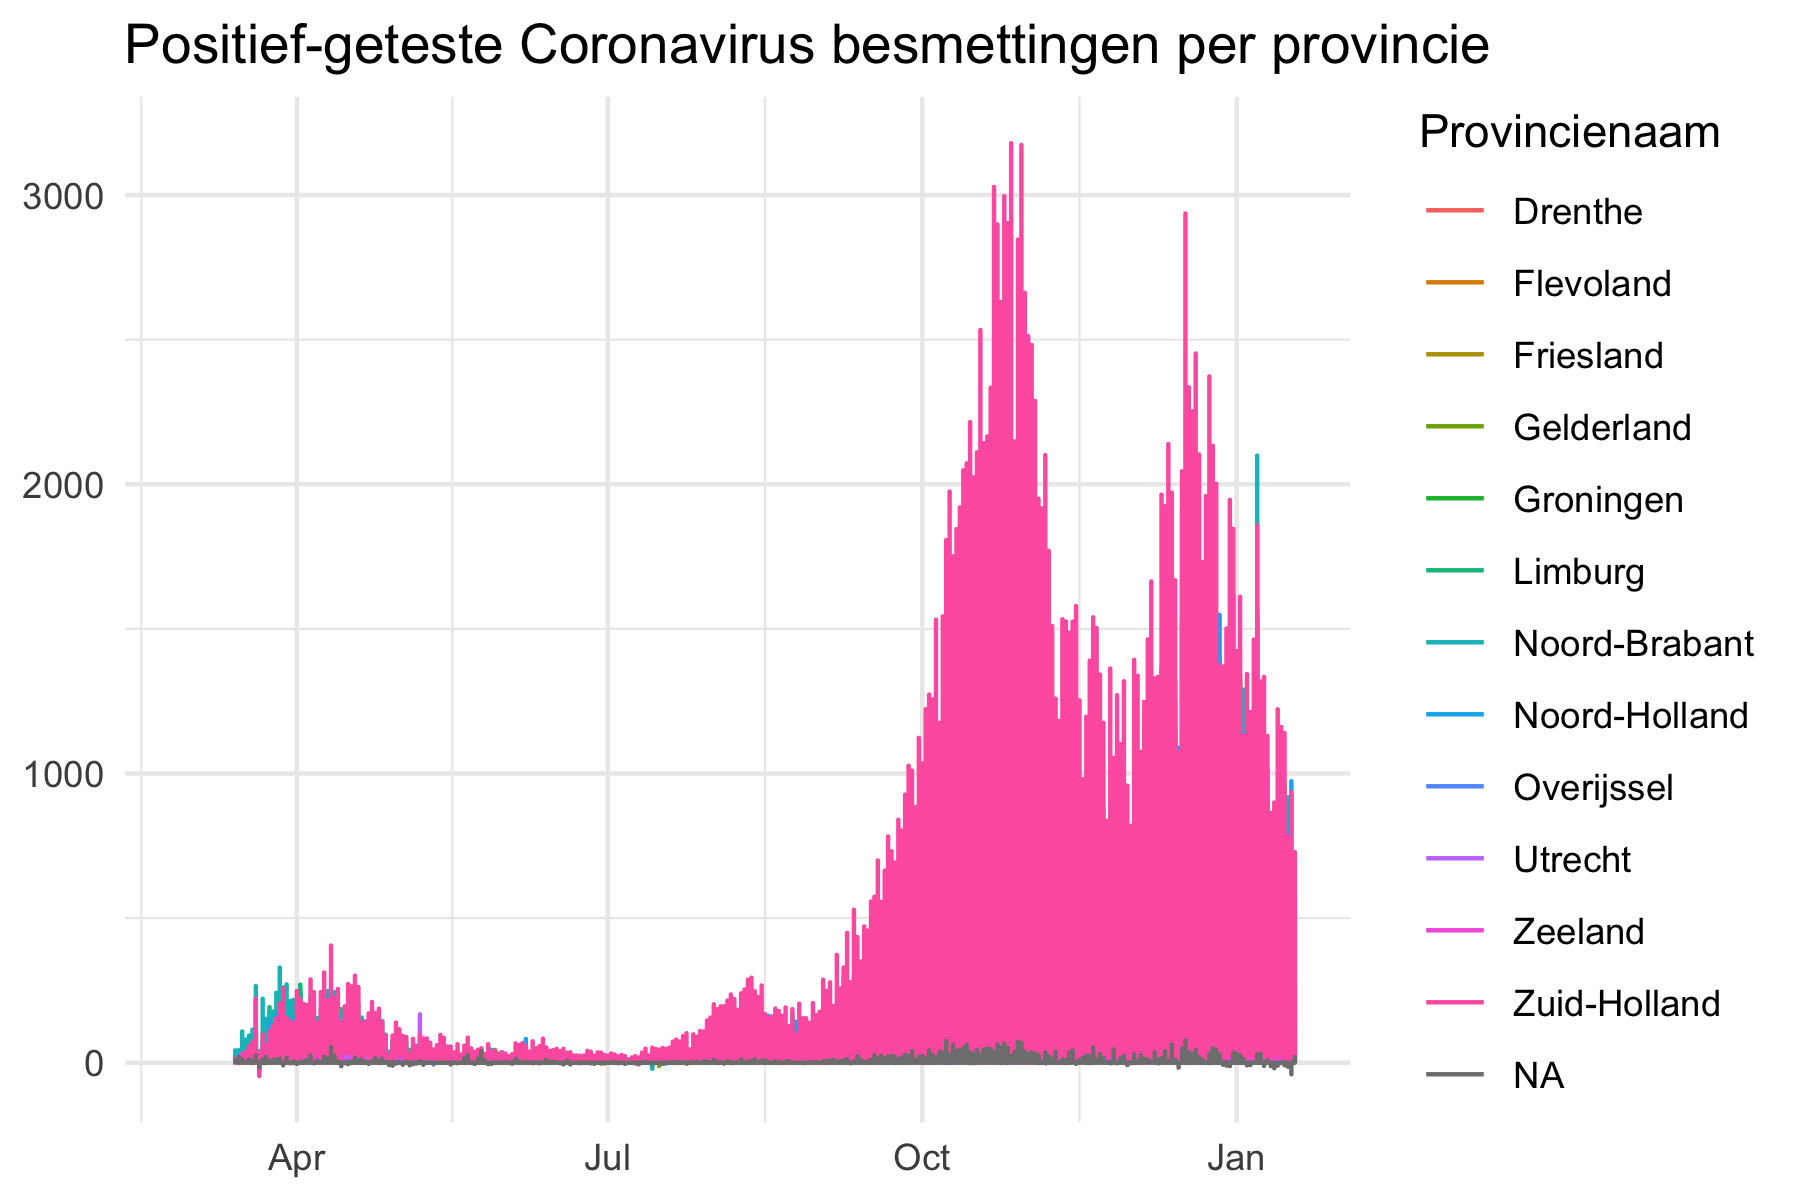 Positief-geteste Coronavirus besmettingen per provincie
3000
2000
1000
0
Apr
Jul
Oct
Jan
Provincienaam
Drenthe
Flevoland
Friesland
Gelderland
Groningen
Limburg
Noord-Brabant
Noord-Holland
Overijssel
Utrecht
Zeeland
Zuid-Holland
NA